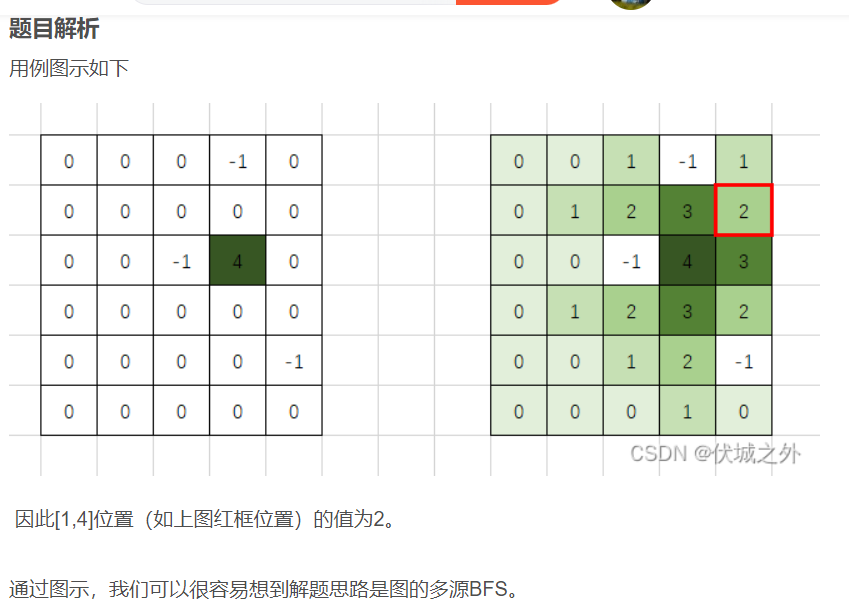 题目解析
用例图示如下
0 0 0 -1 0 0 0 1 -1 1
0 0 0 0 0 0 1 2 3 2
0 0 -1 4 0 0 0 -1 4 3
0 0 0 0 0 0 1 2 3 2
0 0 0 0 -1 0 0 1 2 -1
0 0 0 0 0 0 0 0 1 0
CSDN @伏城之外
因此[1,4]位置（如上图红框位置）的值为2。
通过图示，我们可以很容易想到解题思路是图的多源BFS。